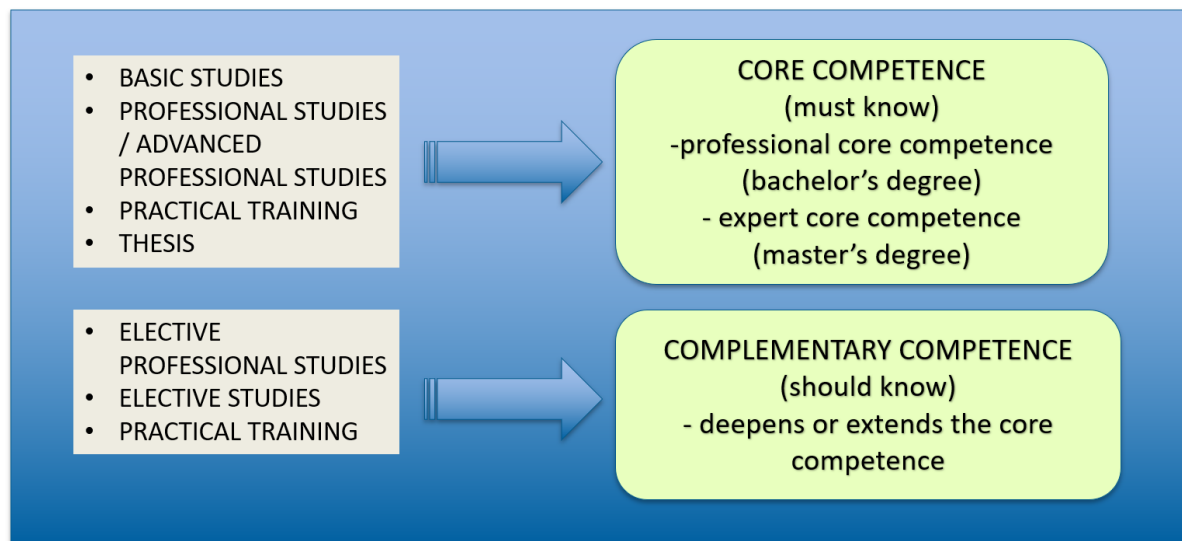 • BASIC STUDIES
• PROFESSIONAL STUDIES
/ ADVANCED
PROFESSIONAL STUDIES
• PRACTICAL TRAINING
• THESIS
CORE COMPETENCE
(must know)
-professional core competence
(bachelor's degree)
- expert core competence
(master's degree)
• ELECTIVE
PROFESSIONAL STUDIES
• ELECTIVE STUDIES
• PRACTICAL TRAINING
COMPLEMENTARY COMPETENCE
(should know)
- deepens or extends the core
competence